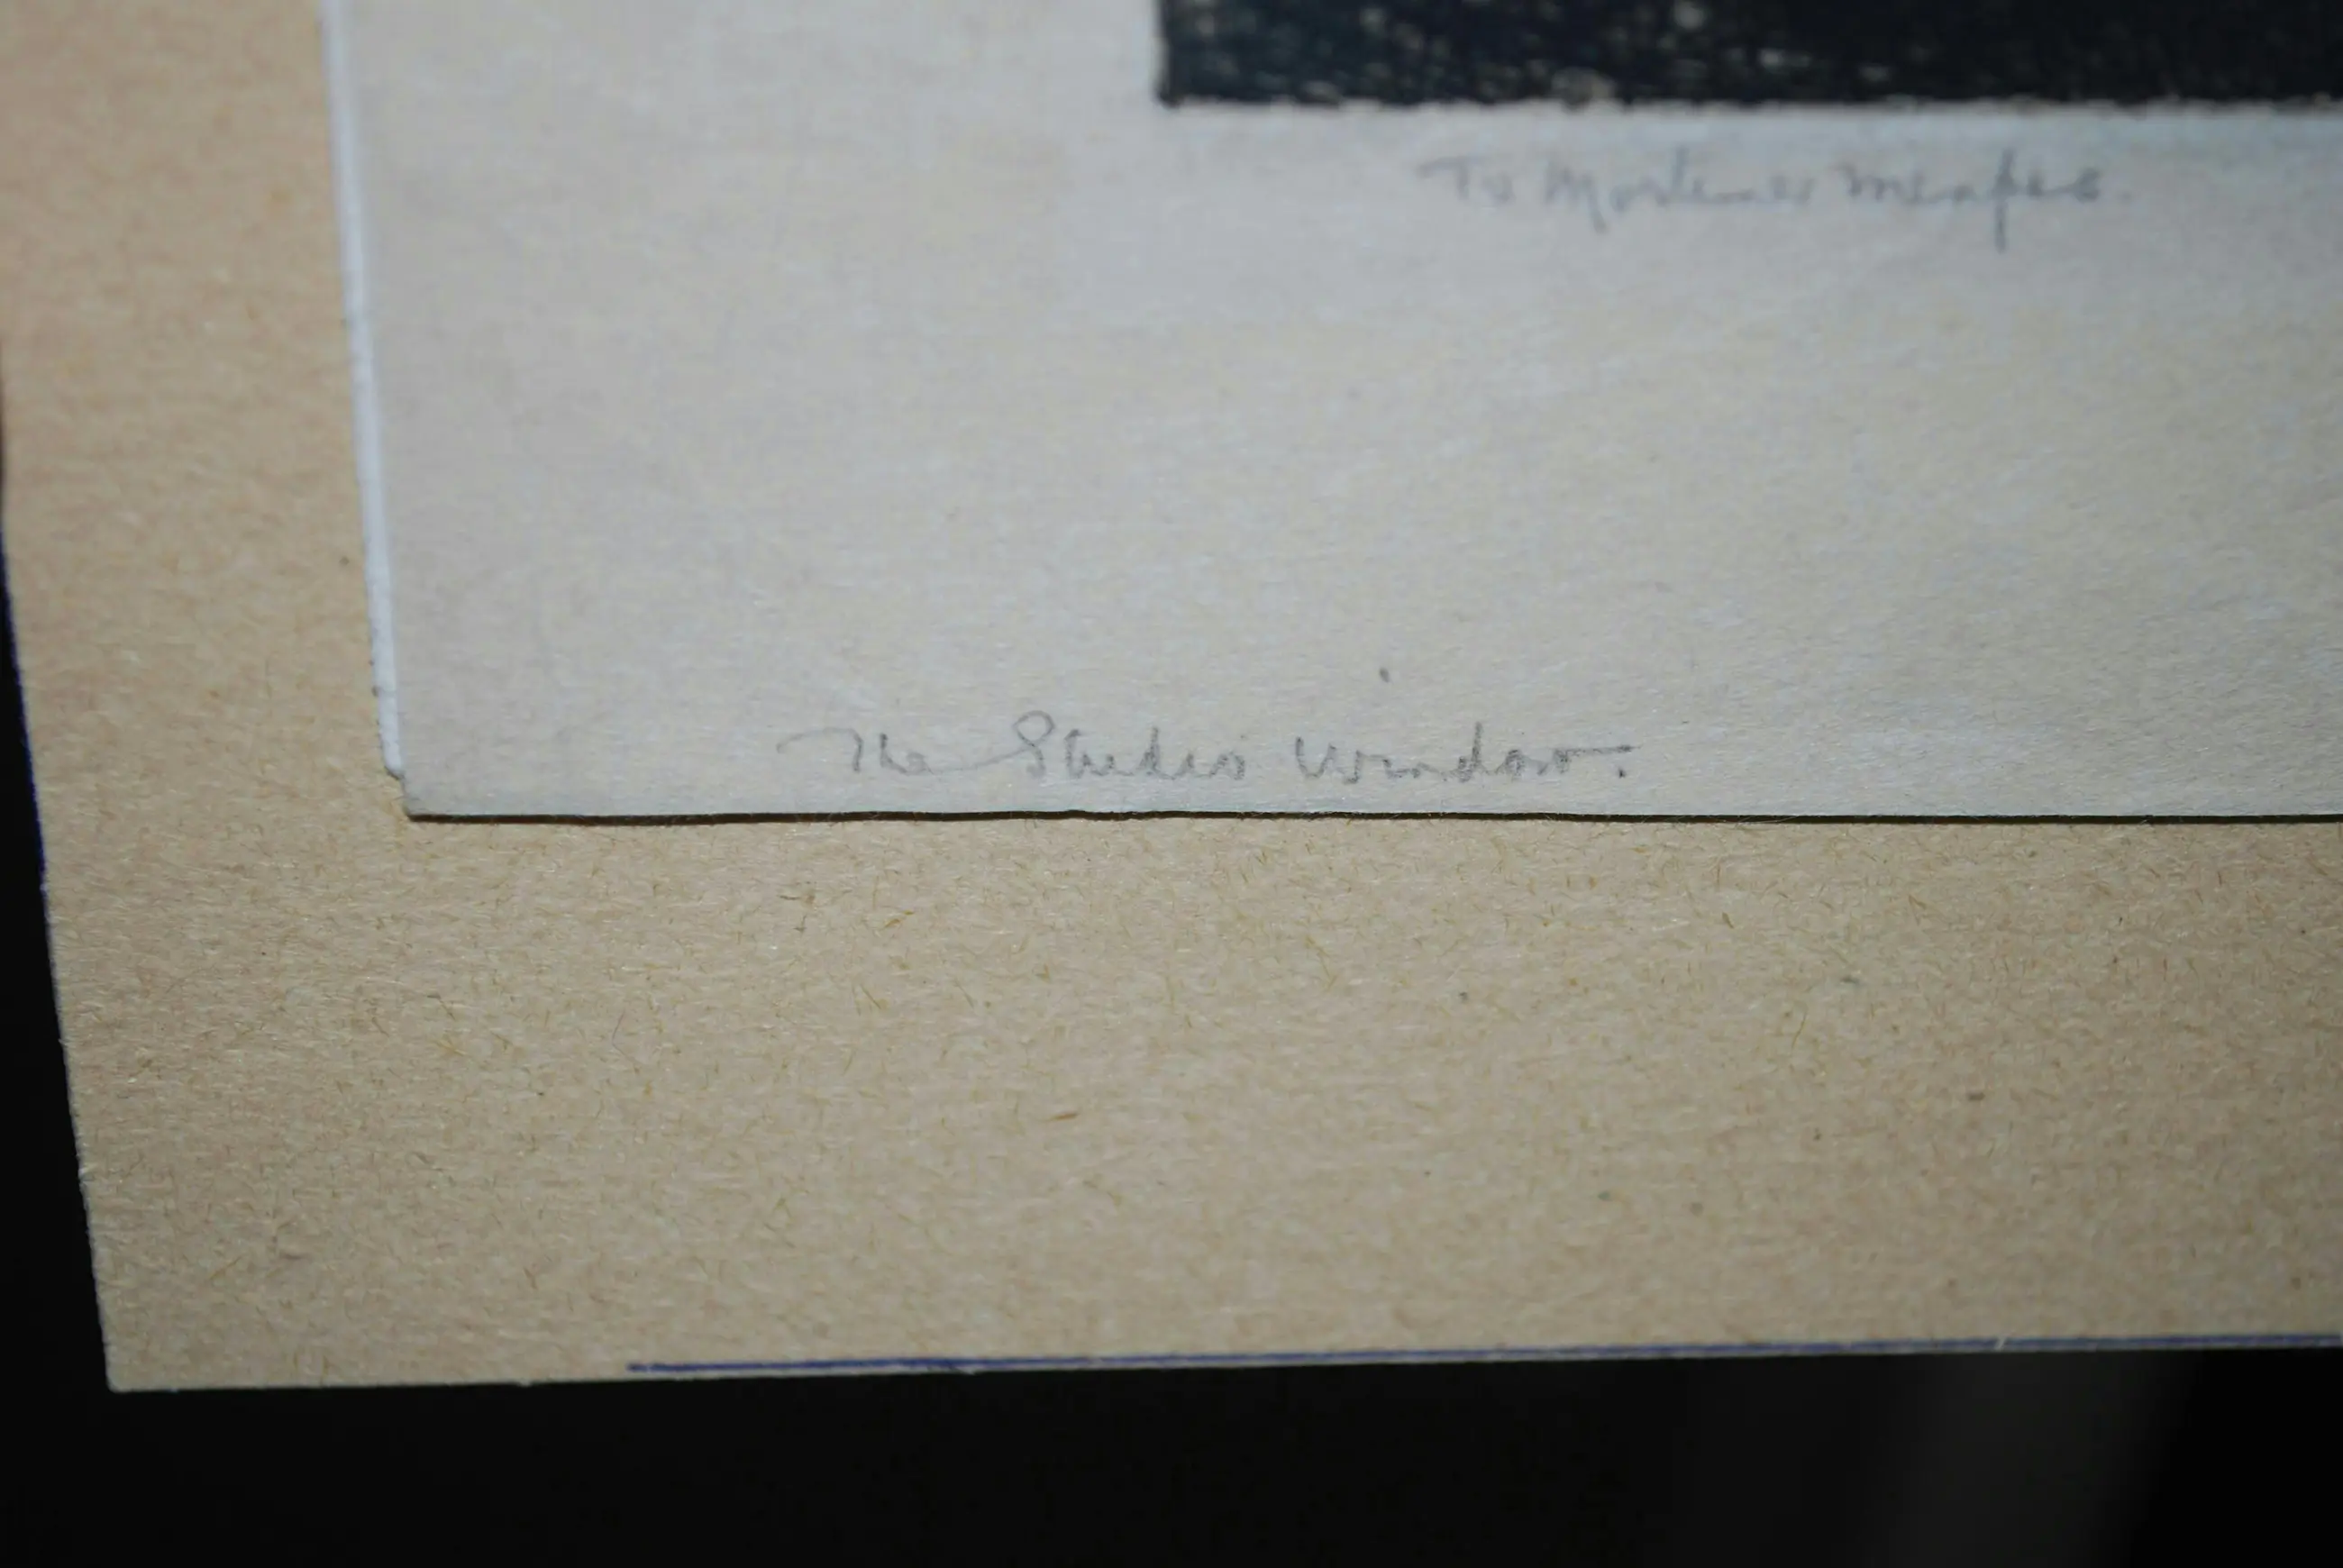 To Mortimer Menpes.
The Studio Window.